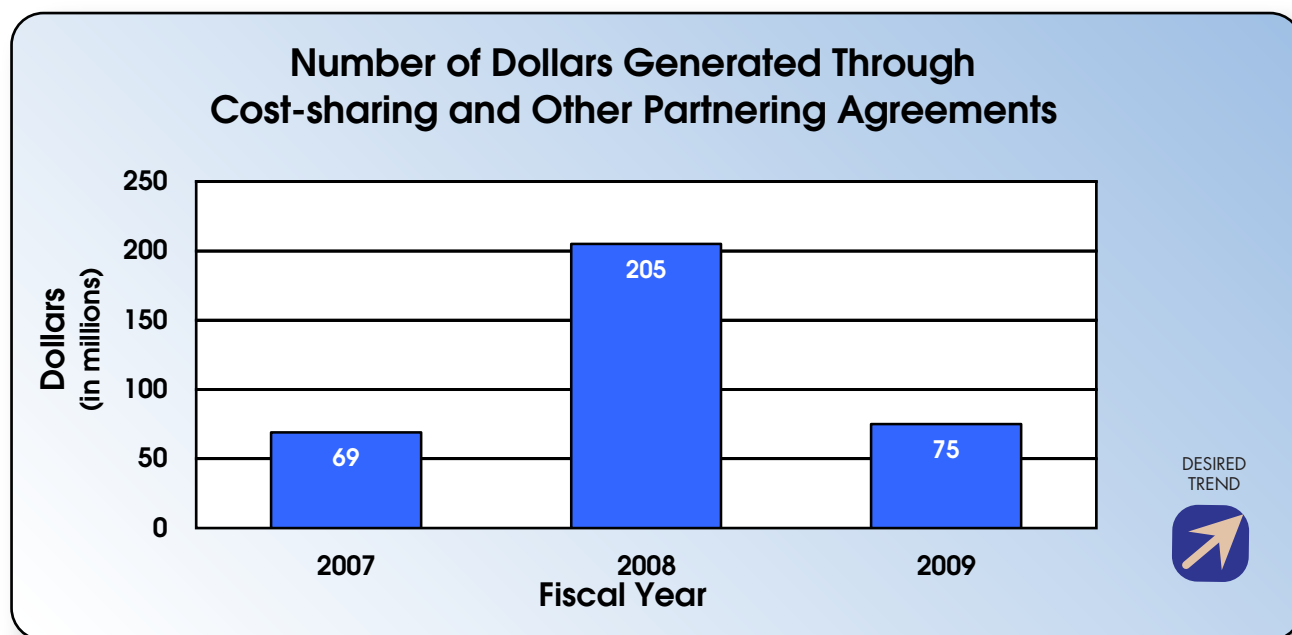 Number of Dollars Generated Through
Cost-sharing and Other Partnering Agreements
Dollars
(in millions)
250
200
150
100
50
0
69
205
75
2007
2008
2009
Fiscal Year
DESIRED
TREND